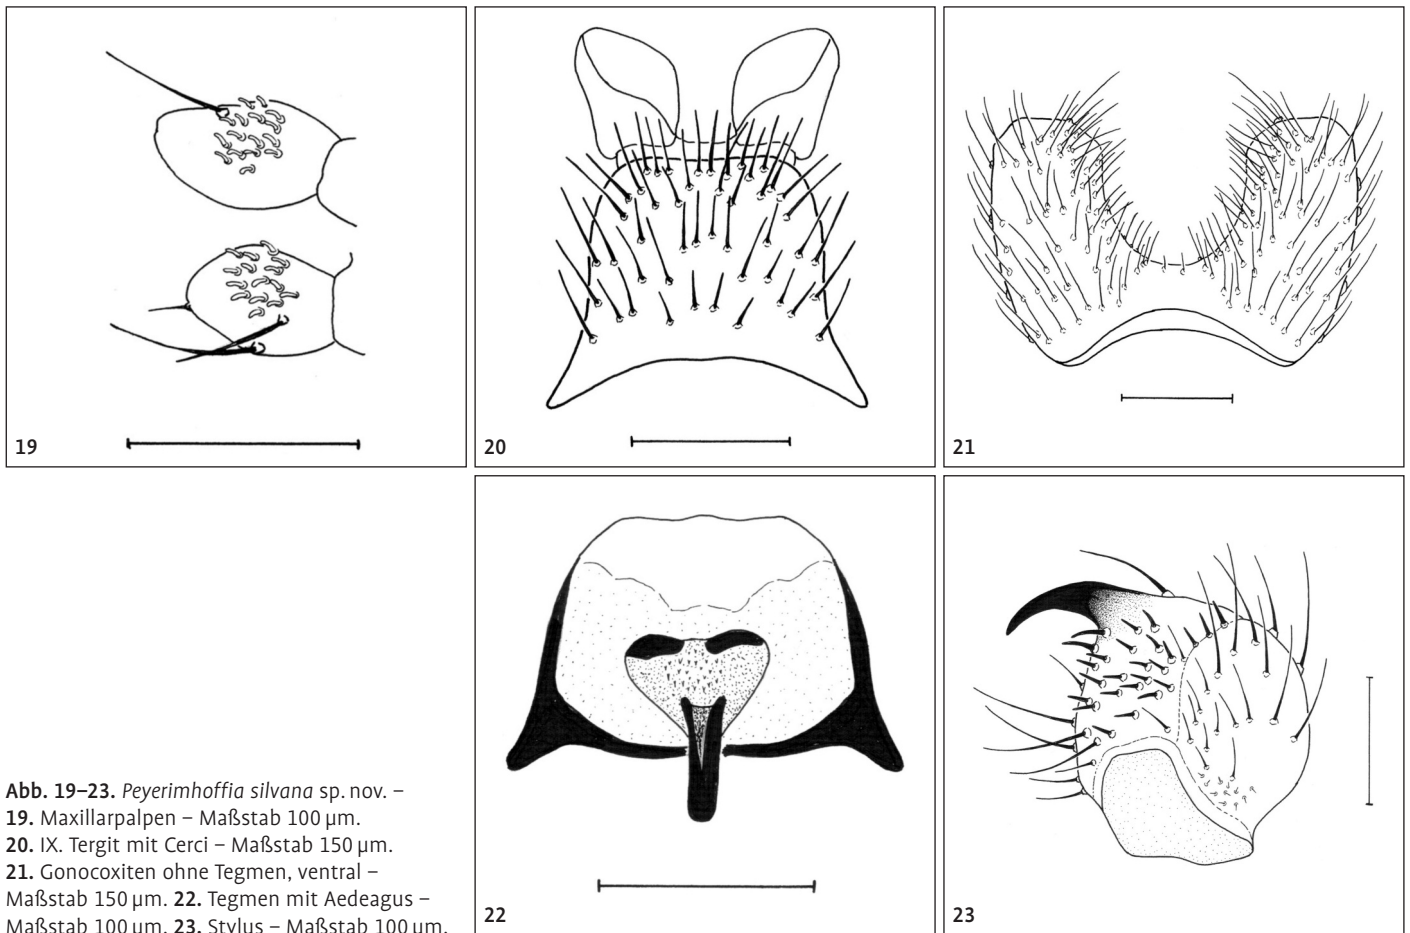 19
20
21
22
23
Abb. 19–23. Peyerimhoffia silvana sp. nov. –
19. Maxillarpalpen – Maßstab 100 µm.
20. IX. Tergit mit Cerci – Maßstab 150 µm.
21. Gonocoxiten ohne Tegmen, ventral –
Maßstab 150 µm. 22. Tegmen mit Aedeagus –
Maßstab 100 µm. 23. Stylus – Maßstab 100 µm.